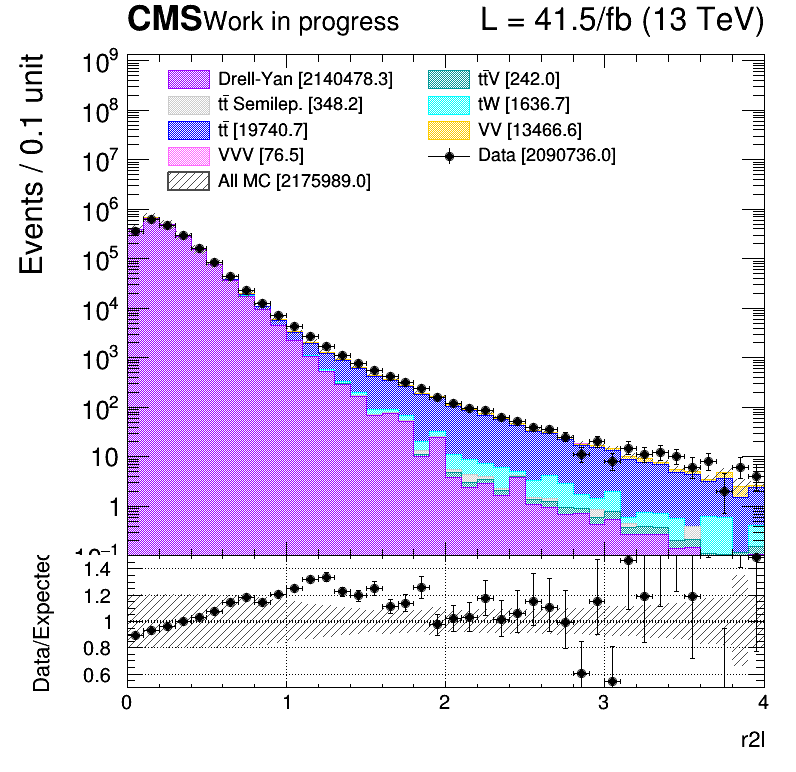 CMS Work in progress L = 41.5/fb (13 TeV)
Events / 0.1 unit
10⁹
10⁸
10⁷
10⁶
10⁵
10⁴
10³
10²
10
1
10⁻¹
Drell-Yan [2140478.3]
tt̄ Semilep. [348.2]
tt̄ [19740.7]
VVV [76.5]
All MC [2175989.0]
tt̄V [242.0]
tW [1636.7]
VV [13466.6]
Data [2090736.0]
Data/Expected
1.4
1.2
1
0.8
0.6
0 1 2 3 4
r2l